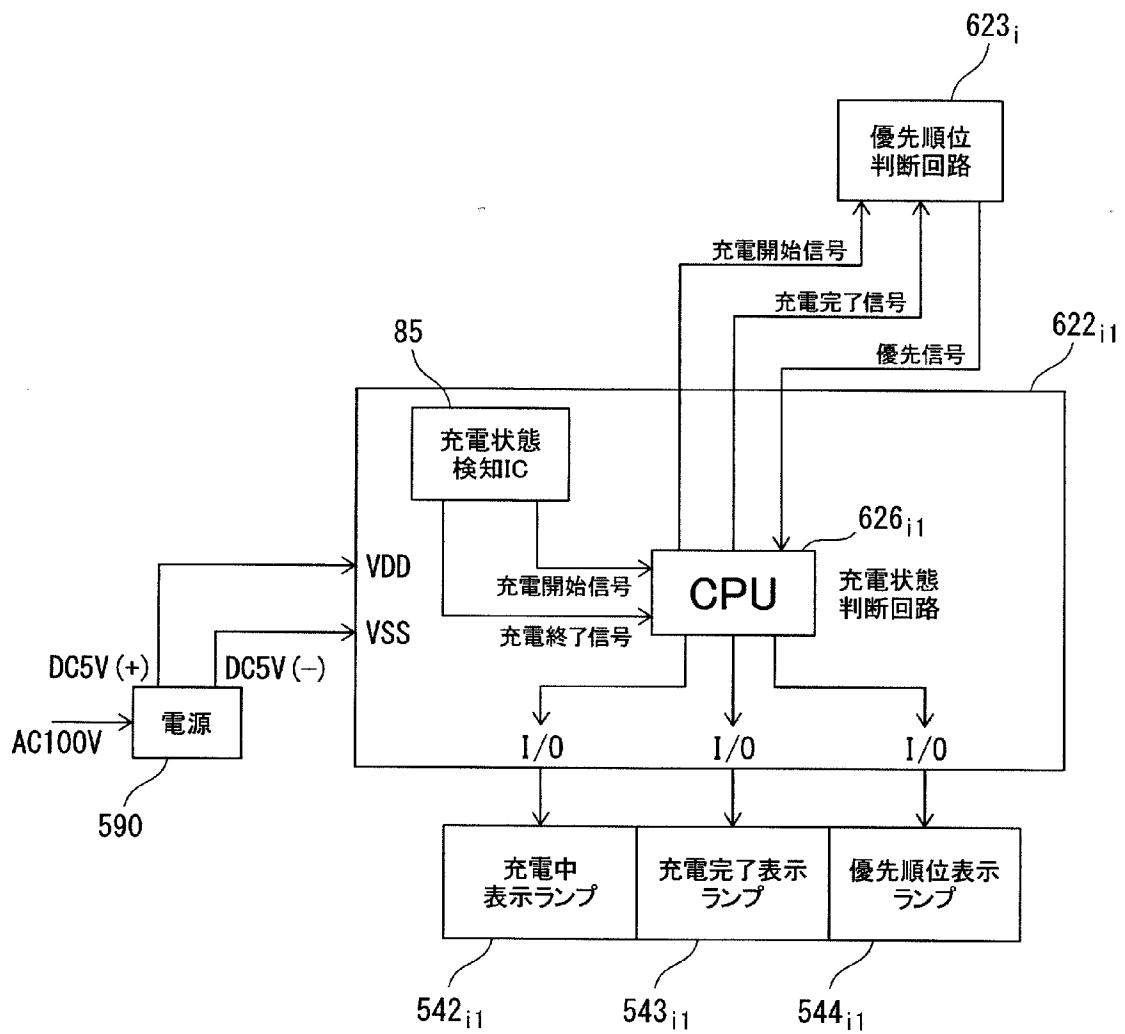 623i
優先順位
判断回路
充電開始信号
充電完了信号
優先信号
622i1
85
充電状態
検知IC
626i1
CPU
充電状態
判断回路
充電開始信号
充電終了信号
VDD
VSS
DC5V(+)
DC5V(−)
電源
AC100V
590
I/O
I/O
I/O
充電中
表示ランプ
充電完了表示
ランプ
優先順位表示
ランプ
542i1
543i1
544i1